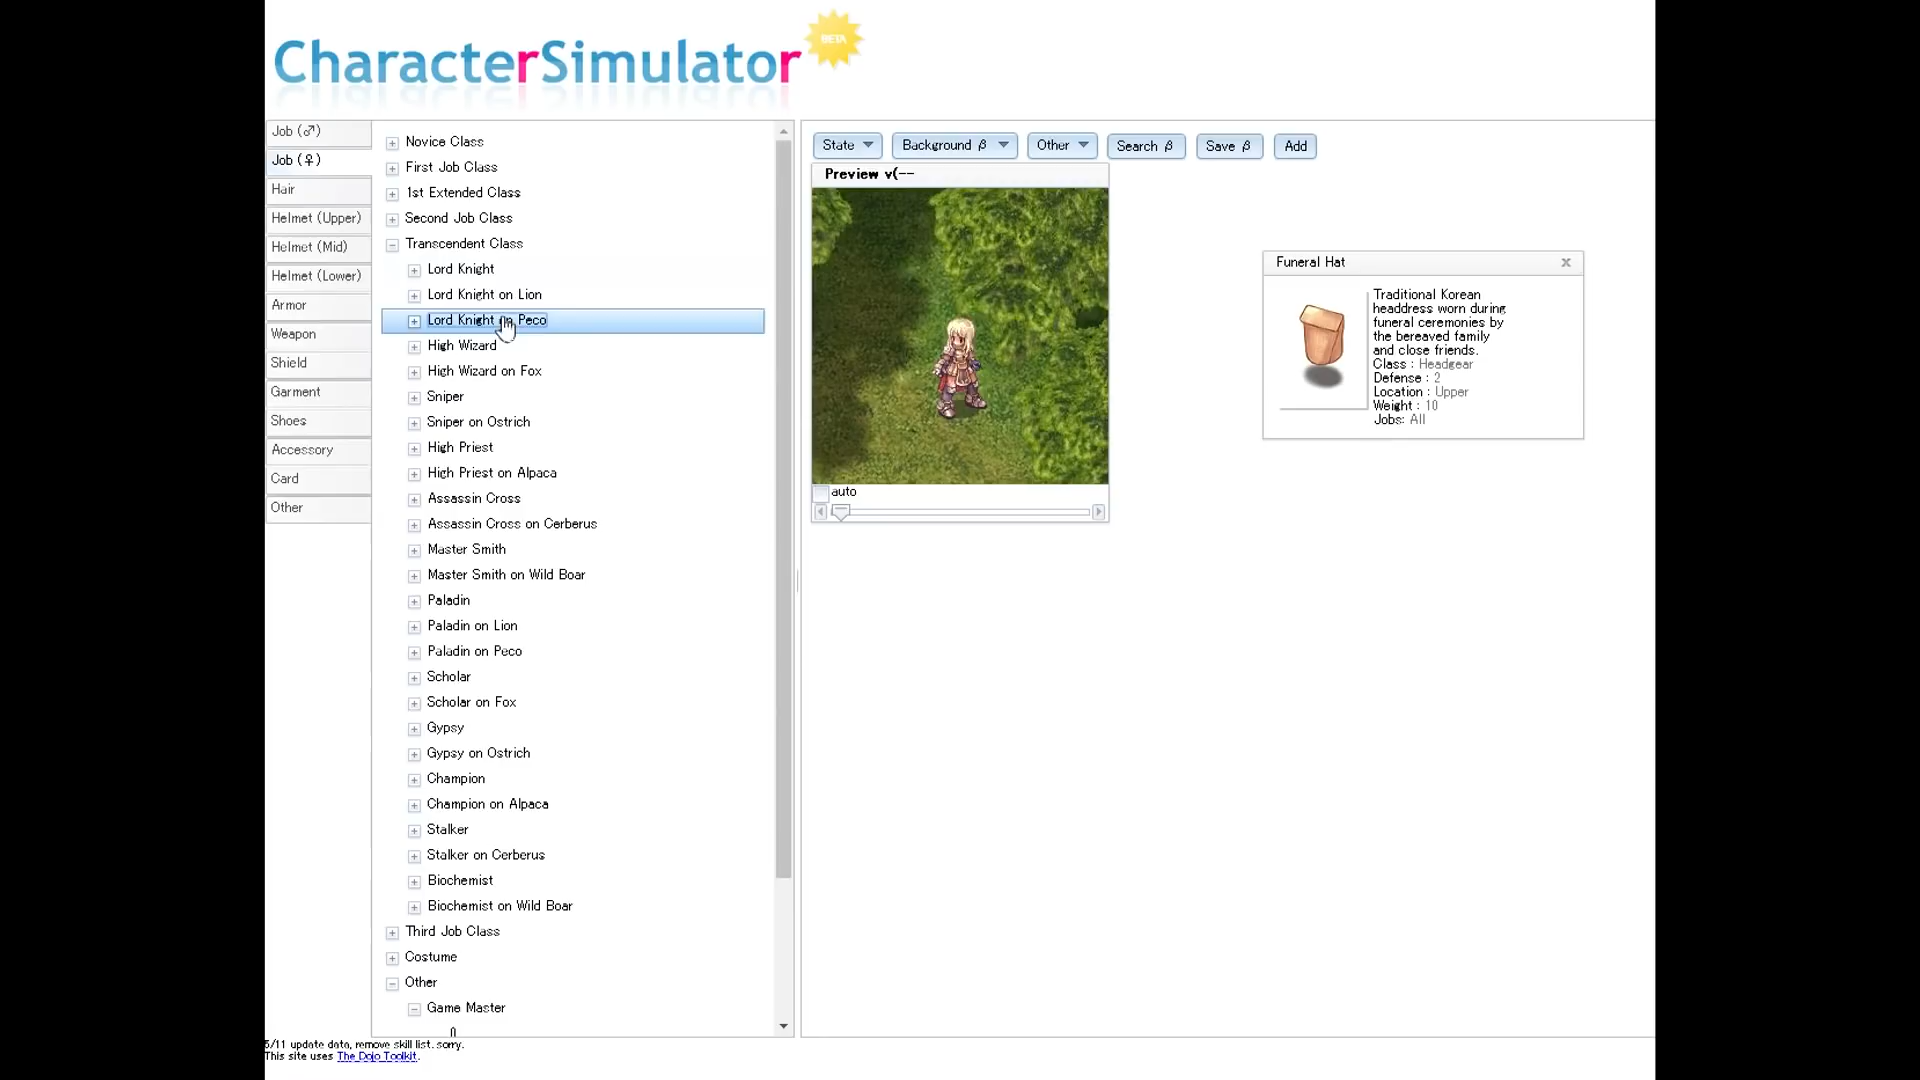 CharacterSimulator
BETA
Job (♂)
Job (♀)
Hair
Helmet (Upper)
Helmet (Mid)
Helmet (Lower)
Armor
Weapon
Shield
Garment
Shoes
Accessory
Card
Other
Novice Class
First Job Class
1st Extended Class
Second Job Class
Transcendent Class
Lord Knight
Lord Knight on Lion
Lord Knight on Peco
High Wizard
High Wizard on Fox
Sniper
Sniper on Ostrich
High Priest
High Priest on Alpaca
Assassin Cross
Assassin Cross on Cerberus
Master Smith
Master Smith on Wild Boar
Paladin
Paladin on Lion
Paladin on Peco
Scholar
Scholar on Fox
Gypsy
Gypsy on Ostrich
Champion
Champion on Alpaca
Stalker
Stalker on Cerberus
Biochemist
Biochemist on Wild Boar
Third Job Class
Costume
Other
Game Master
State
Background β
Other
Search β
Save β
Add
Preview v(--
auto
Funeral Hat
x
Traditional Korean
headdress worn during
funeral ceremonies by
the bereaved family
and close friends.
Class : Headgear
Defense : 2
Location : Upper
Weight : 10
Jobs: All
5/11 update data, remove skill list. sorry.
This site uses The Dojo Toolkit.